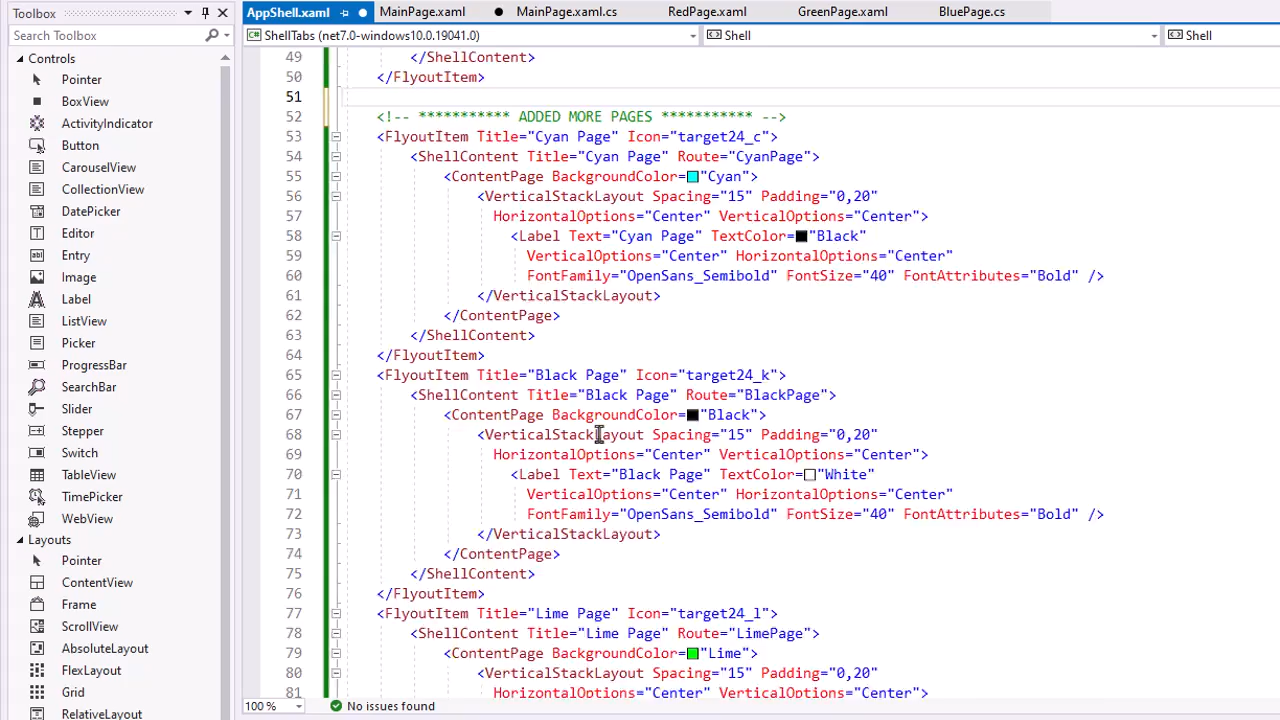 Toolbox
Search Toolbox
Controls
Pointer
BoxView
ActivityIndicator
Button
CarouselView
CollectionView
DatePicker
Editor
Entry
Image
Label
ListView
Picker
ProgressBar
SearchBar
Slider
Stepper
Switch
TableView
TimePicker
WebView
Layouts
Pointer
ContentView
Frame
ScrollView
AbsoluteLayout
FlexLayout
Grid
RelativeLayout
AppShell.xaml
MainPage.xaml
MainPage.xaml.cs
RedPage.xaml
GreenPage.xaml
BluePage.cs
ShellTabs (net7.0-windows10.0.19041.0)
Shell
Shell
49 </ShellContent>
50 </FlyoutItem>
51
52 <!-- *********** ADDED MORE PAGES *********** -->
53 <FlyoutItem Title="Cyan Page" Icon="target24_c">
54 <ShellContent Title="Cyan Page" Route="CyanPage">
55 <ContentPage BackgroundColor="Cyan">
56 <VerticalStackLayout Spacing="15" Padding="0,20"
57 HorizontalOptions="Center" VerticalOptions="Center">
58 <Label Text="Cyan Page" TextColor="Black"
59 VerticalOptions="Center" HorizontalOptions="Center"
60 FontFamily="OpenSans_Semibold" FontSize="40" FontAttributes="Bold" />
61 </VerticalStackLayout>
62 </ContentPage>
63 </ShellContent>
64 </FlyoutItem>
65 <FlyoutItem Title="Black Page" Icon="target24_k">
66 <ShellContent Title="Black Page" Route="BlackPage">
67 <ContentPage BackgroundColor="Black">
68 <VerticalStackLayout Spacing="15" Padding="0,20"
69 HorizontalOptions="Center" VerticalOptions="Center">
70 <Label Text="Black Page" TextColor="White"
71 VerticalOptions="Center" HorizontalOptions="Center"
72 FontFamily="OpenSans_Semibold" FontSize="40" FontAttributes="Bold" />
73 </VerticalStackLayout>
74 </ContentPage>
75 </ShellContent>
76 </FlyoutItem>
77 <FlyoutItem Title="Lime Page" Icon="target24_l">
78 <ShellContent Title="Lime Page" Route="LimePage">
79 <ContentPage BackgroundColor="Lime">
80 <VerticalStackLayout Spacing="15" Padding="0,20"
81 HorizontalOptions="Center" VerticalOptions="Center">
100 %
No issues found